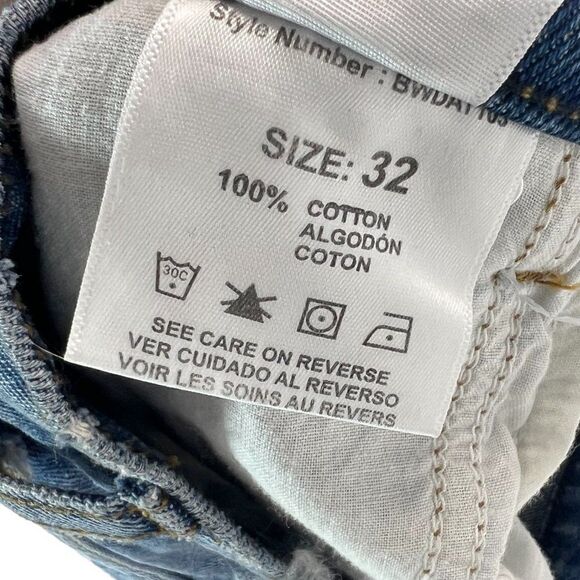 Style Number : BWDA1103
SIZE: 32
100% COTTON
ALGODÓN
COTON
30C
SEE CARE ON REVERSE
VER CUIDADO AL REVERSO
VOIR LES SOINS AU REVERS